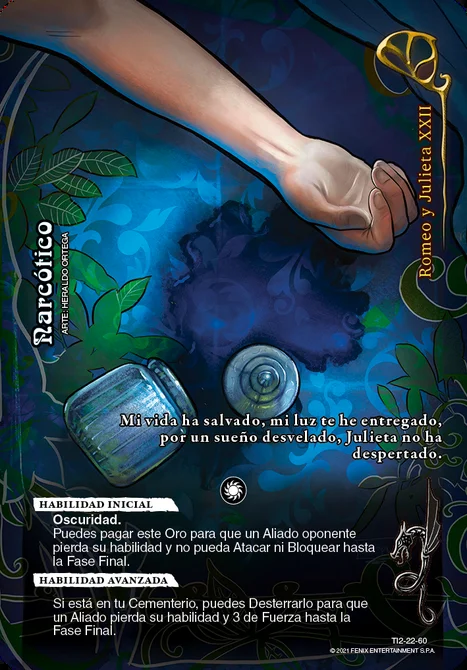 Romeo y Julieta XXII
Narcótico
ARTE: HERALDO ORTEGA
Mi vida ha salvado, mi luz te he entregado,
por un sueño desvelado, Julieta no ha
despertado.
HABILIDAD INICIAL
Oscuridad.
Puedes pagar este Oro para que un Aliado oponente
pierda su habilidad y no pueda Atacar ni Bloquear hasta
la Fase Final.
HABILIDAD AVANZADA
Si está en tu Cementerio, puedes Desterrarlo para que
un Aliado pierda su habilidad y 3 de Fuerza hasta la
Fase Final.
TI2-22-60
© 2021 FENIX ENTERTAINMENT S.P.A.